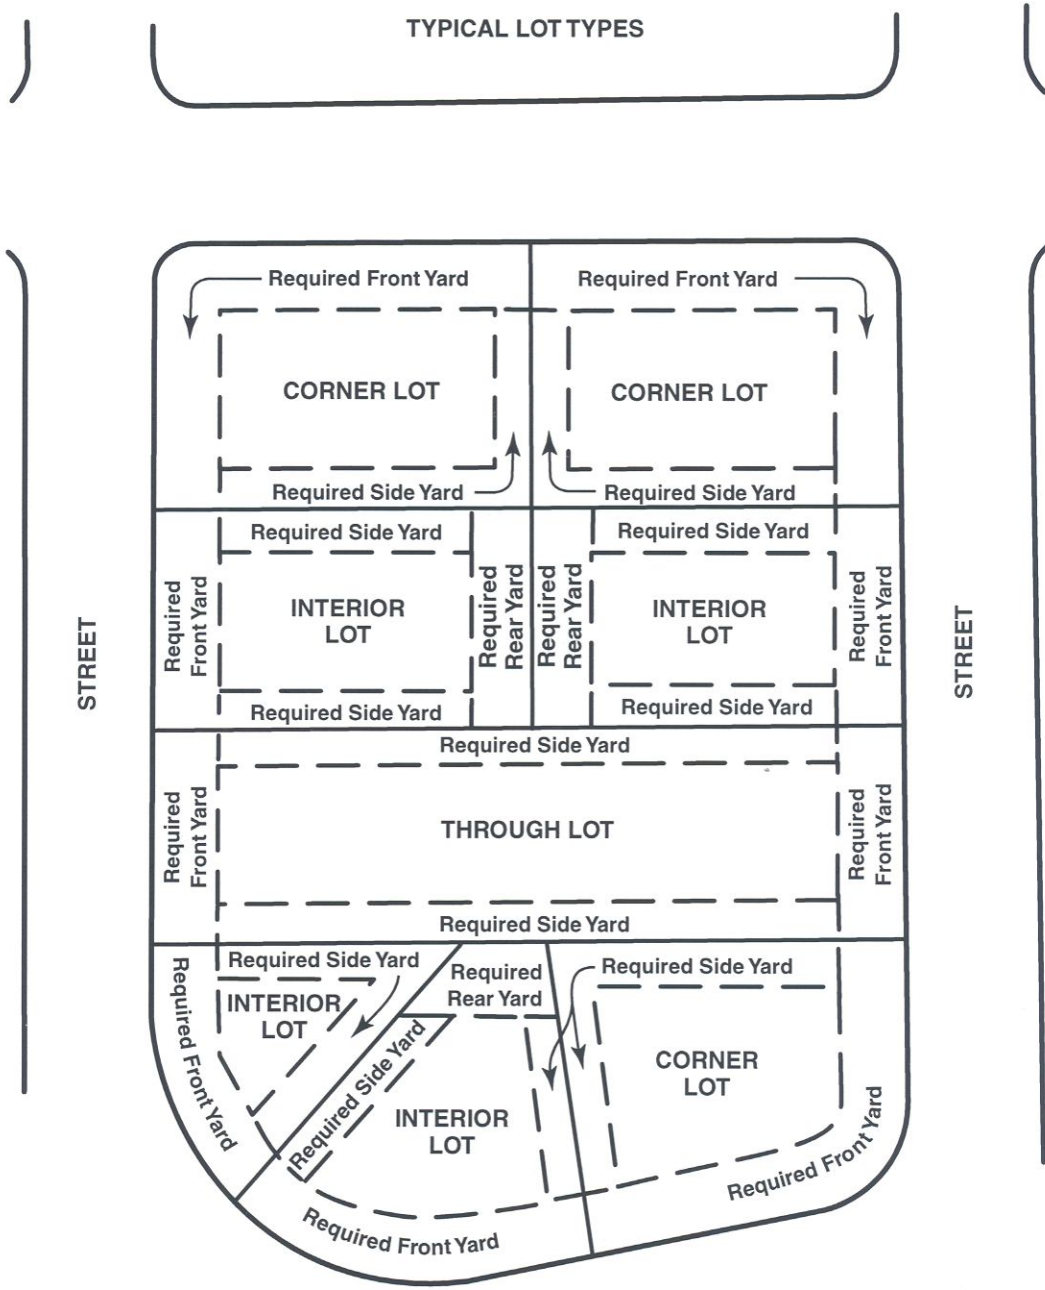 TYPICAL LOT TYPES
Required Front Yard
Required Front Yard
CORNER LOT
CORNER LOT
Required Side Yard
Required Side Yard
Required Side Yard
Required Side Yard
STREET
Required
Front Yard
INTERIOR
LOT
Required
Rear Yard
Required
Rear Yard
INTERIOR
LOT
Required
Front Yard
STREET
Required Side Yard
Required Side Yard
Required Side Yard
Required
Front Yard
THROUGH LOT
Required
Front Yard
Required Side Yard
Required Side Yard
Required
Rear Yard
Required Side Yard
INTERIOR
LOT
Required Front Yard
Required Side Yard
INTERIOR
LOT
CORNER
LOT
Required Front Yard
Required Front Yard